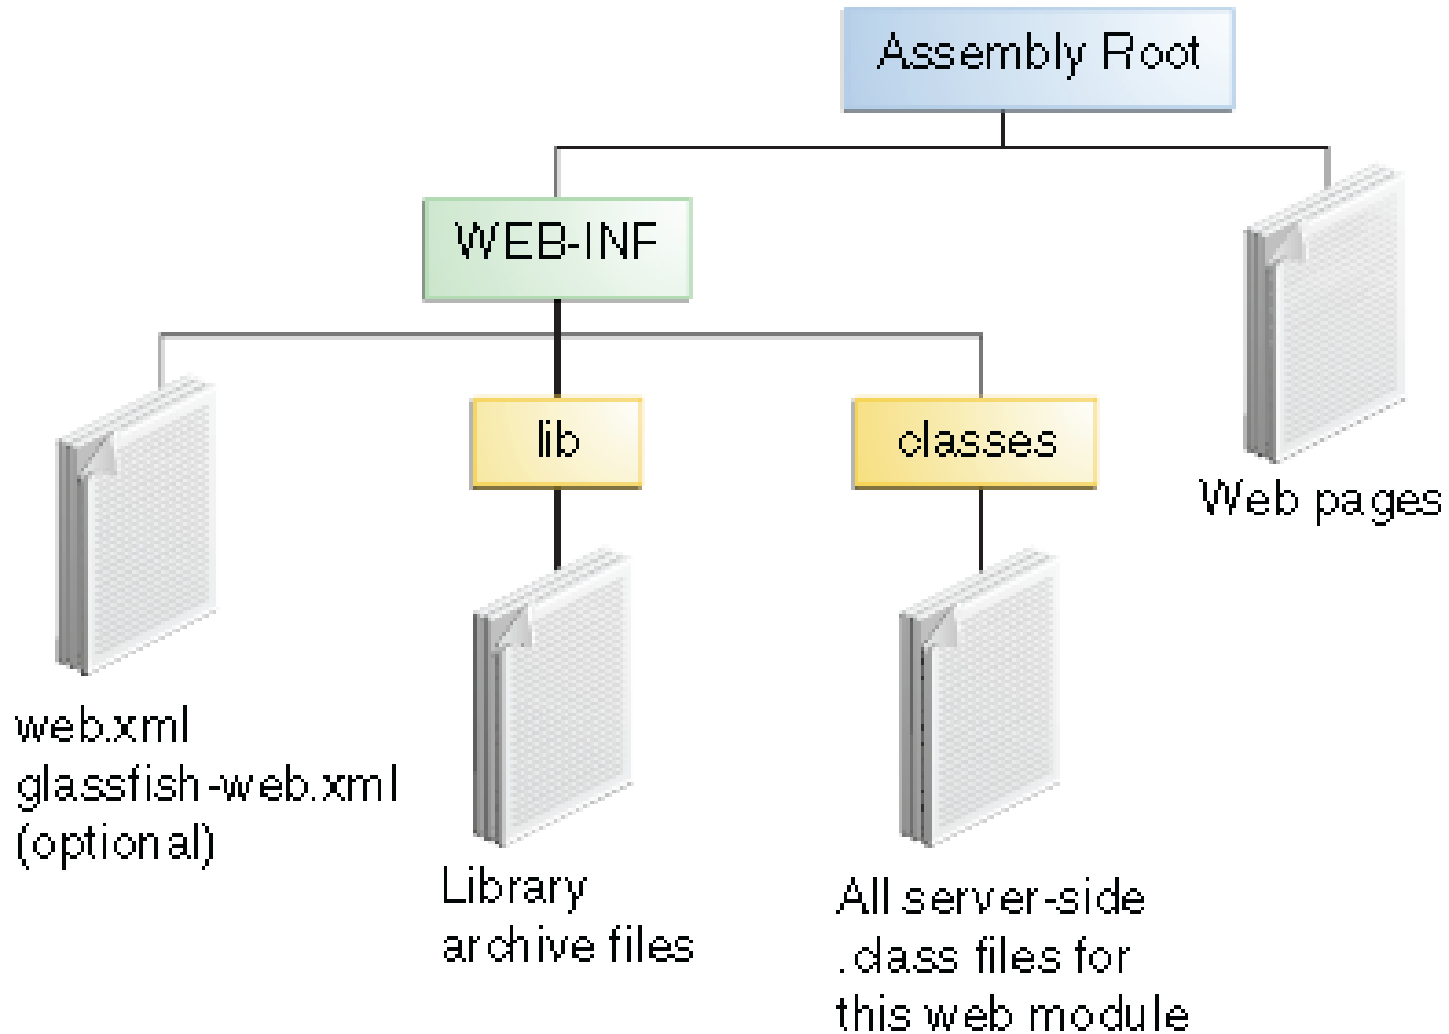 Assembly Root
WEB-INF
lib
classes
Web pages
web.xml
glassfish-web.xml
(optional)
Library
archive files
All server-side
.class files for
this web module